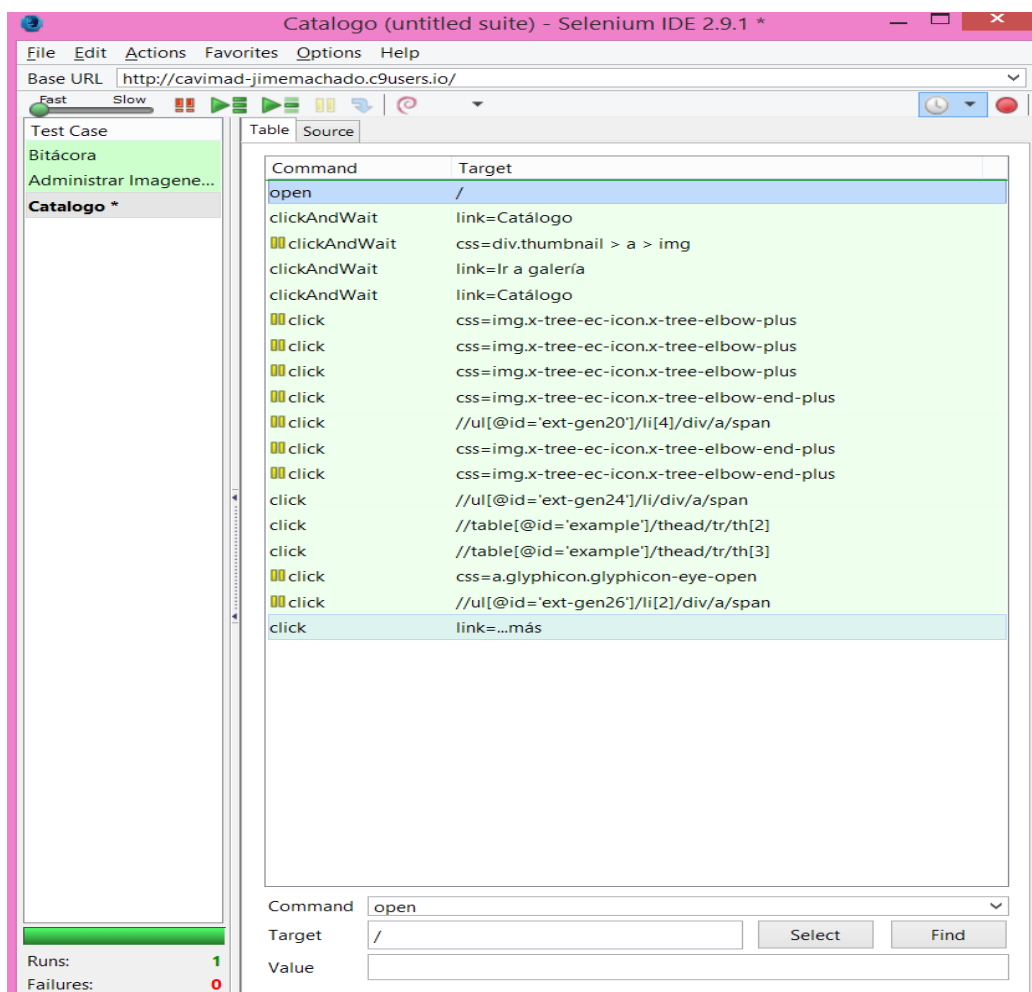 Catalogo (untitled suite) - Selenium IDE 2.9.1 *
File Edit Actions Favorites Options Help
Base URL http://cavimad-jimemachado.c9users.io/
Fast Slow
Test Case
Bitácora
Administrar Imagene...
Catalogo *
Table Source
Command Target
open /
clickAndWait link=Catálogo
clickAndWait css=div.thumbnail > a > img
clickAndWait link=Ir a galería
clickAndWait link=Catálogo
click css=img.x-tree-ec-icon.x-tree-elbow-plus
click css=img.x-tree-ec-icon.x-tree-elbow-plus
click css=img.x-tree-ec-icon.x-tree-elbow-plus
click css=img.x-tree-ec-icon.x-tree-elbow-end-plus
click //ul[@id='ext-gen20']/li[4]/div/a/span
click css=img.x-tree-ec-icon.x-tree-elbow-end-plus
click css=img.x-tree-ec-icon.x-tree-elbow-end-plus
click //ul[@id='ext-gen24']/li/div/a/span
click //table[@id='example']/thead/tr/th[2]
click //table[@id='example']/thead/tr/th[3]
click css=a.glyphicon.glyphicon-eye-open
click //ul[@id='ext-gen26']/li[2]/div/a/span
click link=...más
Command open
Target / Select Find
Value
Runs: 1
Failures: 0